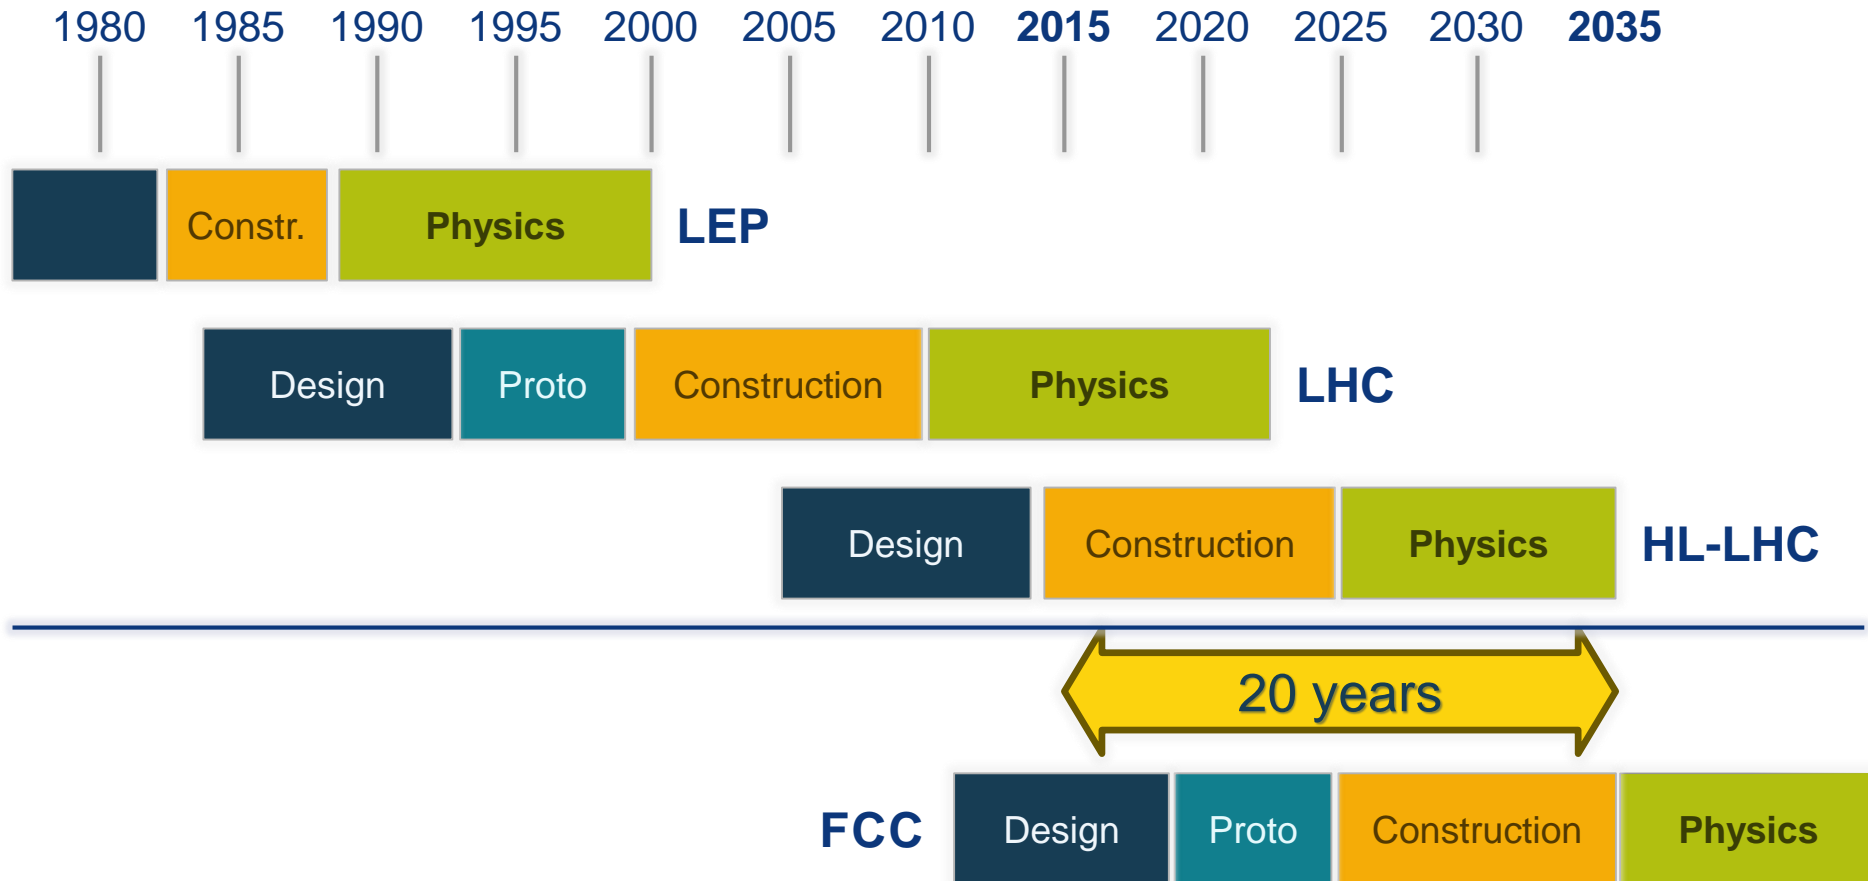 1980 1985 1990 1995 2000 2005 2010 2015 2020 2025 2030 2035
Constr. Physics LEP
Design Proto Construction Physics LHC
Design Construction Physics HL-LHC
20 years
FCC Design Proto Construction Physics